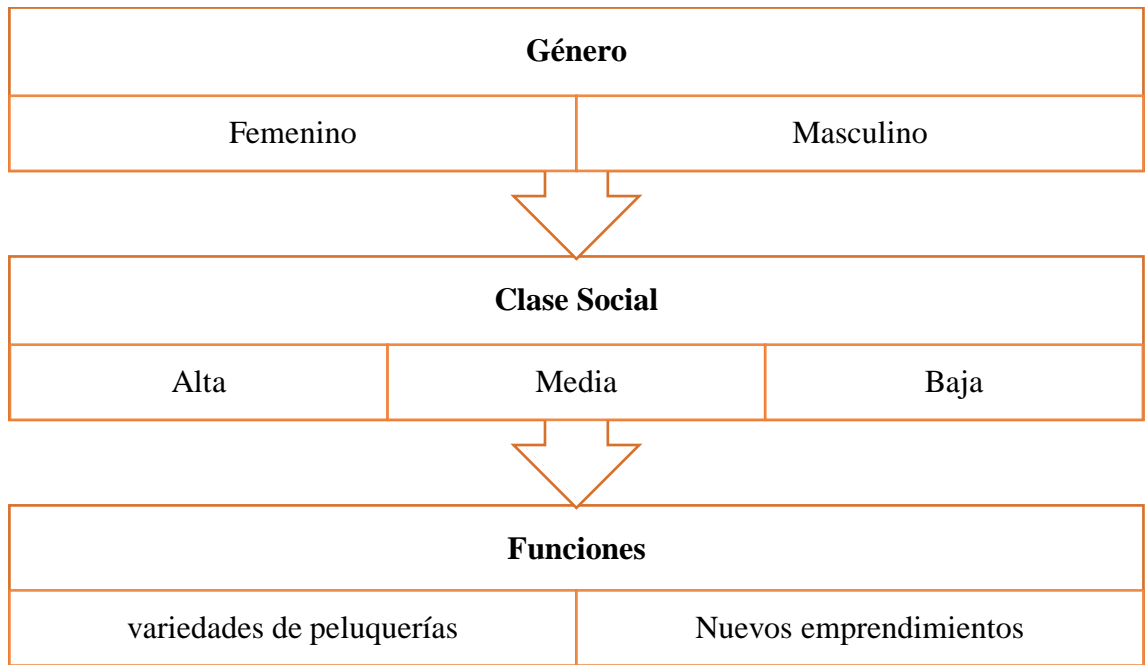 Género
Femenino
Masculino
Clase Social
Alta
Media
Baja
Funciones
variedades de peluquerías
Nuevos emprendimientos